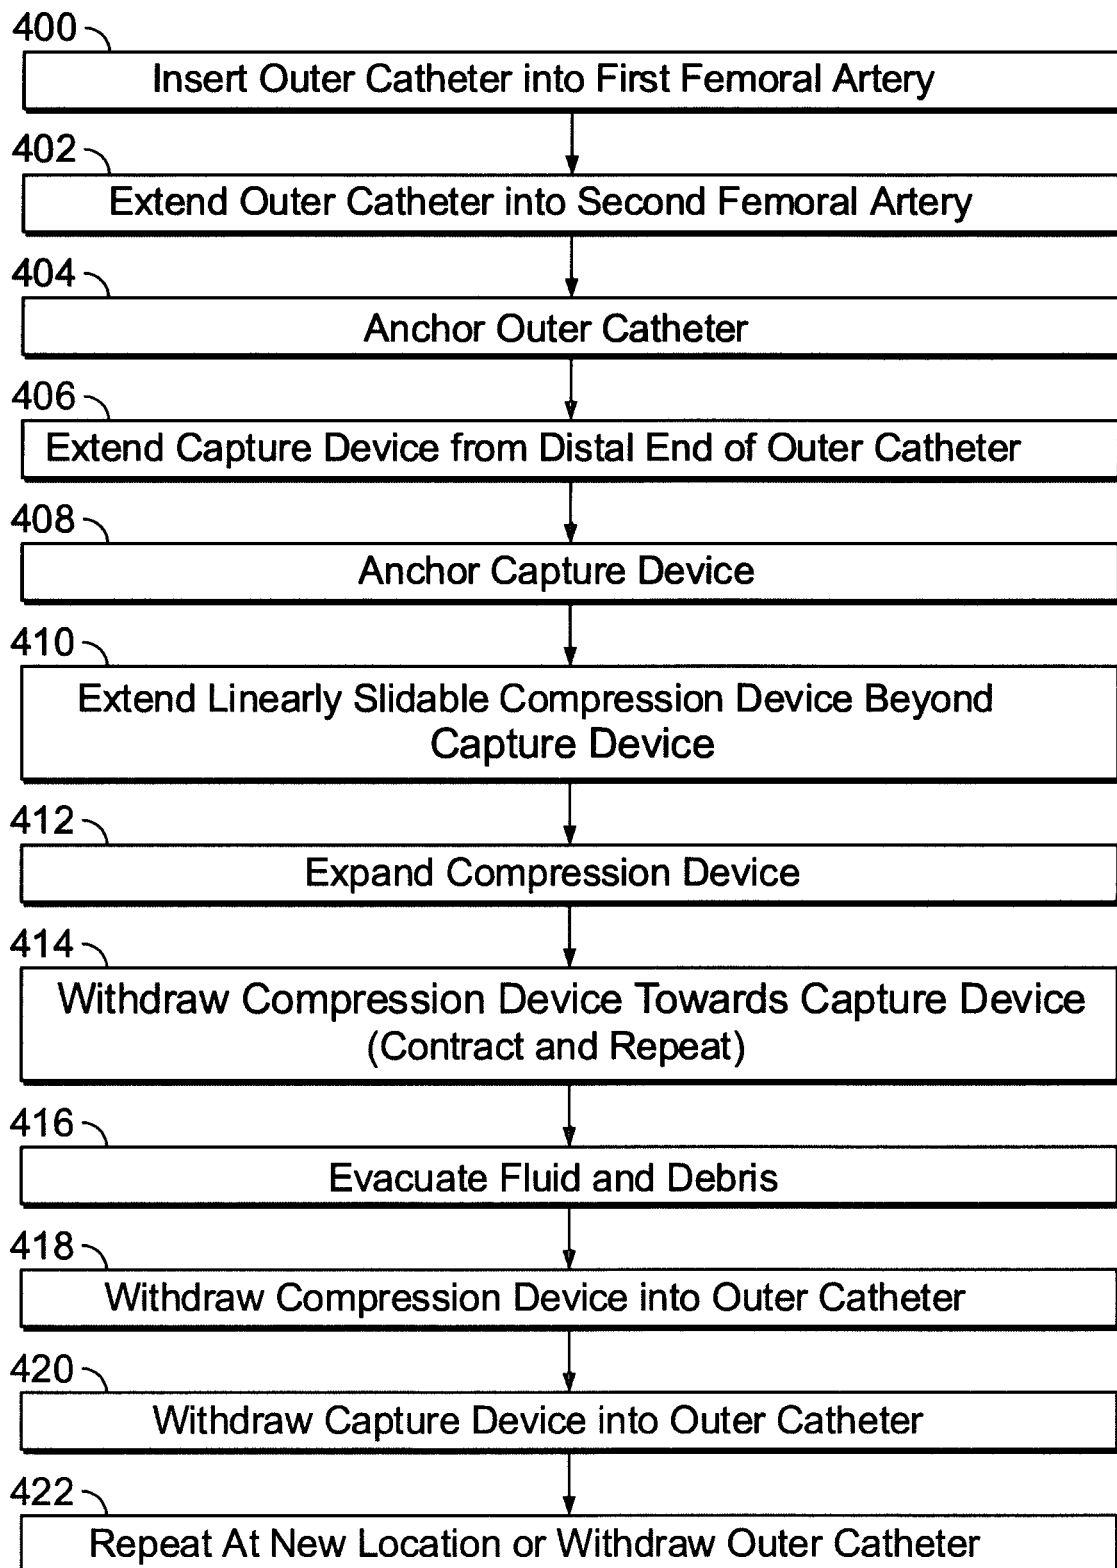 400
Insert Outer Catheter into First Femoral Artery
402
Extend Outer Catheter into Second Femoral Artery
404
Anchor Outer Catheter
406
Extend Capture Device from Distal End of Outer Catheter
408
Anchor Capture Device
410
Extend Linearly Slidable Compression Device Beyond
Capture Device
412
Expand Compression Device
414
Withdraw Compression Device Towards Capture Device
(Contract and Repeat)
416
Evacuate Fluid and Debris
418
Withdraw Compression Device into Outer Catheter
420
Withdraw Capture Device into Outer Catheter
422
Repeat At New Location or Withdraw Outer Catheter